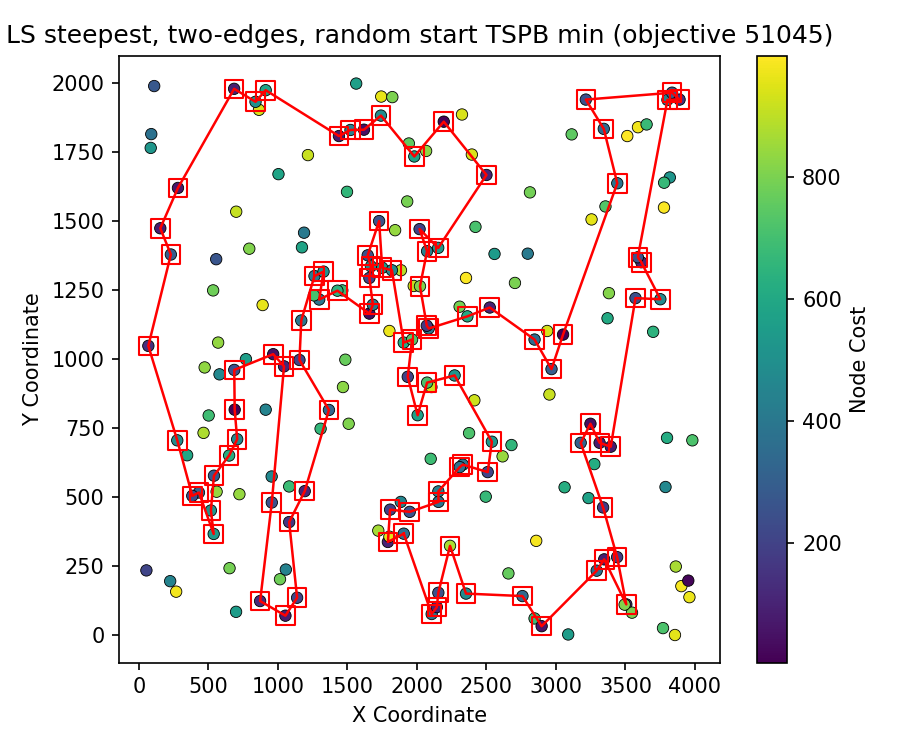 LS steepest, two-edges, random start TSPB min (objective 51045)
2000
1750
1500
1250
1000
750
500
250
0
Y Coordinate
0 500 1000 1500 2000 2500 3000 3500 4000
X Coordinate
800
600
400
200
Node Cost